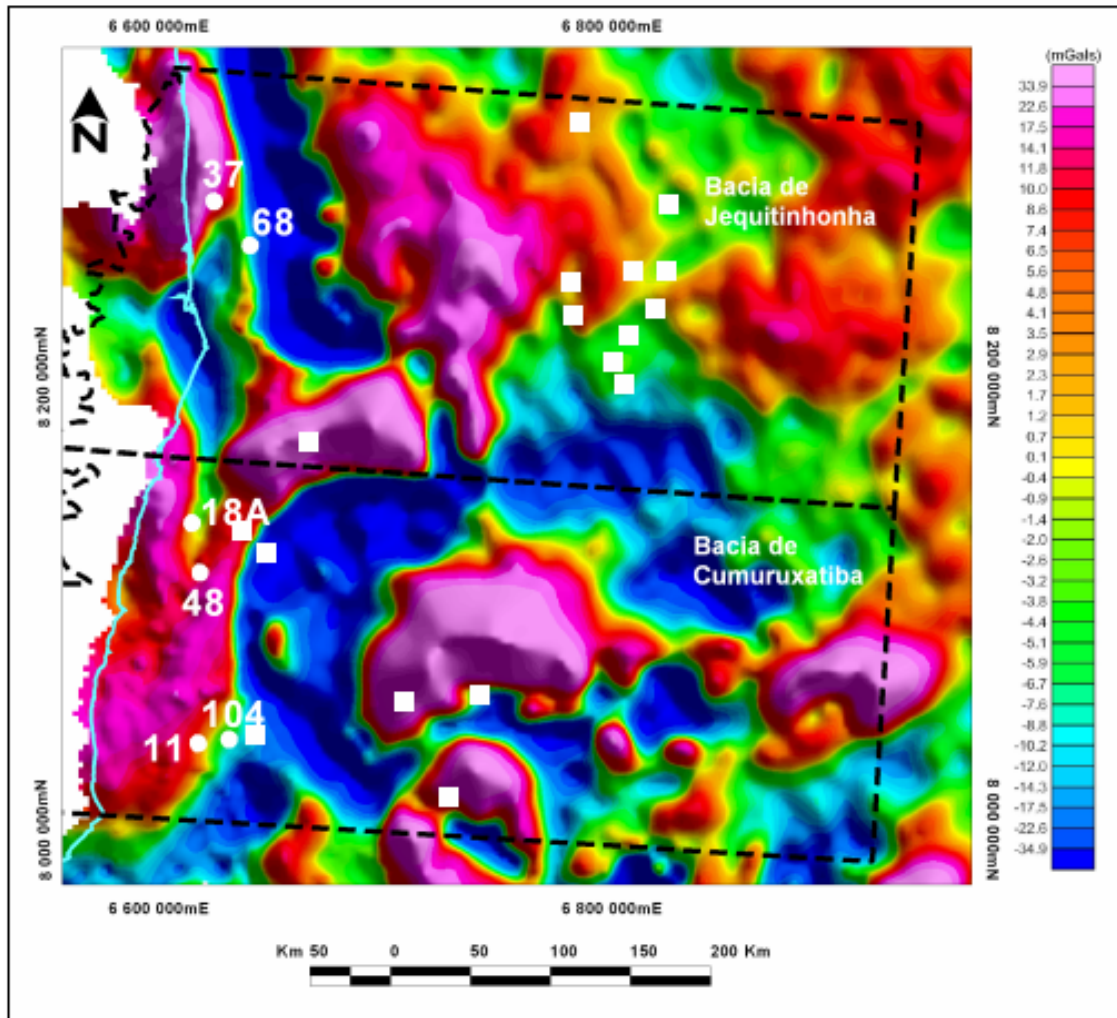 6 600 000mE
6 800 000mE
(mGals)
N
33.9
22.6
17.5
14.1
11.8
10.0
8.6
7.4
6.5
5.6
4.8
4.1
3.5
2.9
2.3
1.7
1.2
0.7
-0.1
-0.4
-0.9
-1.4
-2.0
-2.6
-3.2
-3.8
-4.4
-5.1
-5.9
-6.7
-7.6
-8.8
-10.2
-12.0
-14.3
-17.5
-22.6
-34.9
37
68
Bacia de
Jequitinhonha
8 200 000mN
8 200 000mN
18A
48
Bacia de
Cumuruxatiba
104
11
8 000 000mN
8 000 000mN
6 600 000mE
6 800 000mE
Km 50 0 50 100 150 200 Km